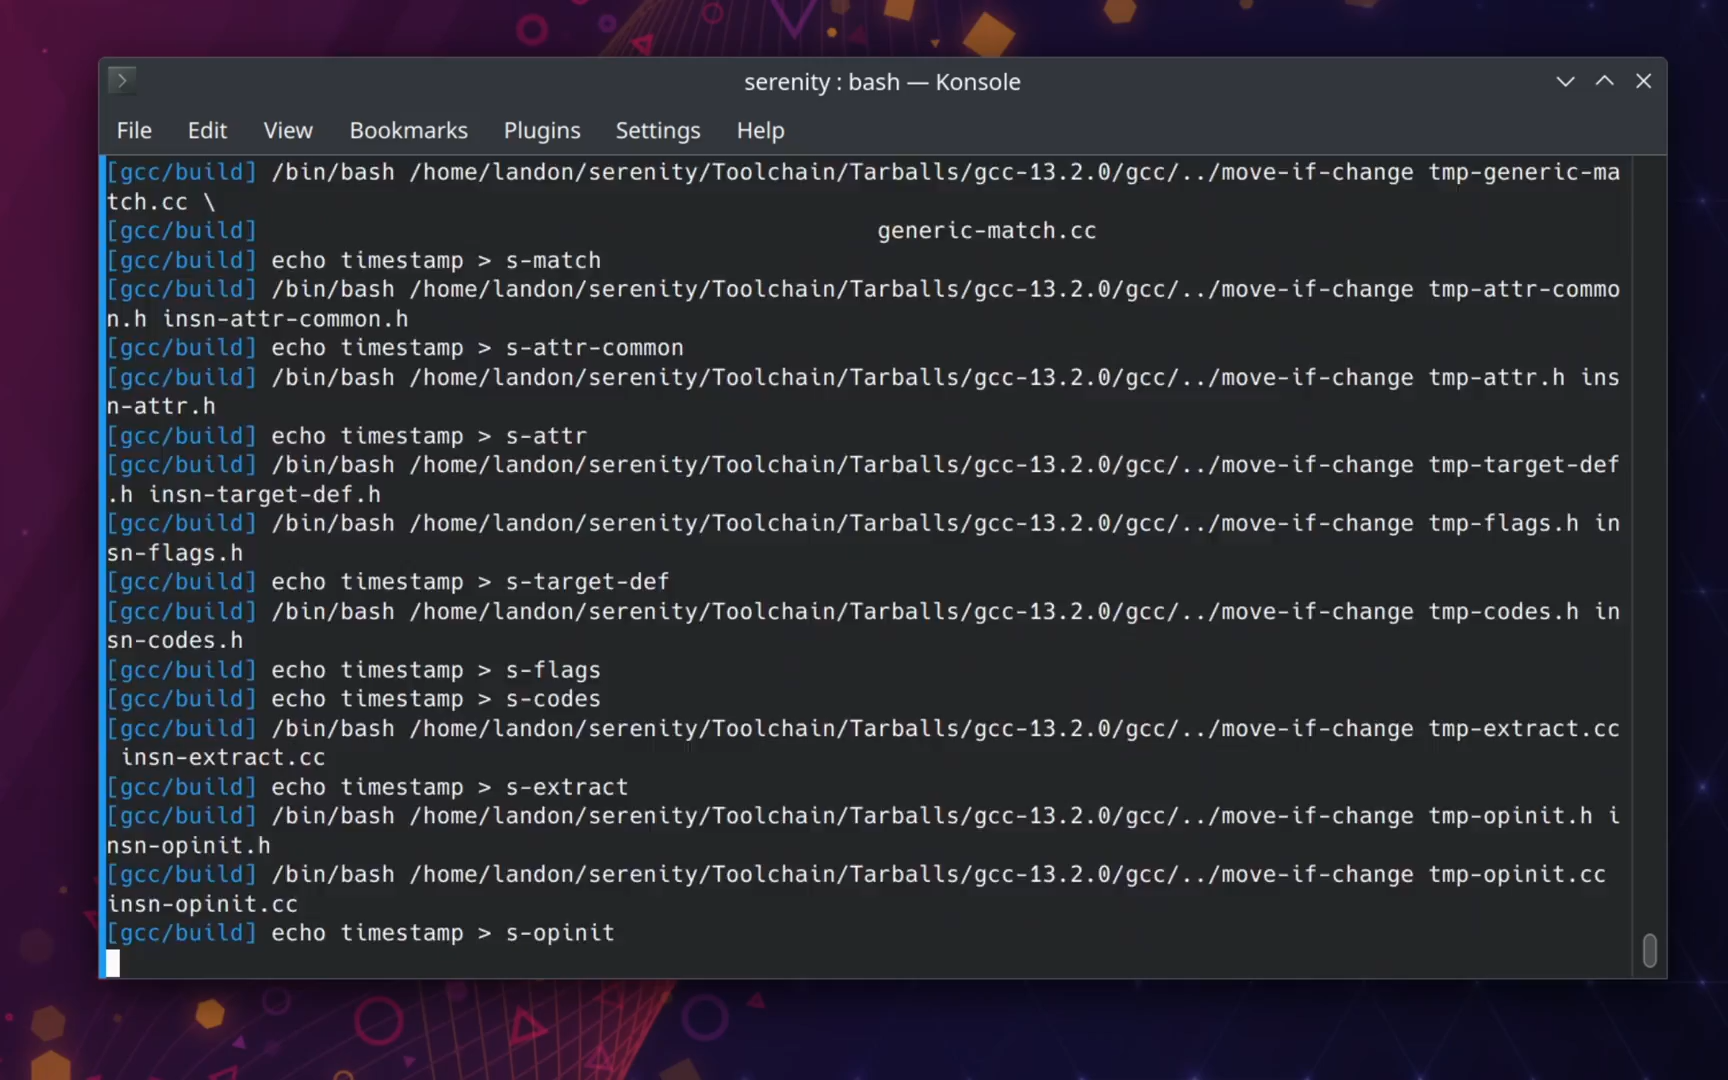 serenity : bash — Konsole
File Edit View Bookmarks Plugins Settings Help
[gcc/build] /bin/bash /home/landon/serenity/Toolchain/Tarballs/gcc-13.2.0/gcc/../move-if-change tmp-generic-ma
tch.cc \
[gcc/build] generic-match.cc
[gcc/build] echo timestamp > s-match
[gcc/build] /bin/bash /home/landon/serenity/Toolchain/Tarballs/gcc-13.2.0/gcc/../move-if-change tmp-attr-commo
n.h insn-attr-common.h
[gcc/build] echo timestamp > s-attr-common
[gcc/build] /bin/bash /home/landon/serenity/Toolchain/Tarballs/gcc-13.2.0/gcc/../move-if-change tmp-attr.h ins
n-attr.h
[gcc/build] echo timestamp > s-attr
[gcc/build] /bin/bash /home/landon/serenity/Toolchain/Tarballs/gcc-13.2.0/gcc/../move-if-change tmp-target-def
.h insn-target-def.h
[gcc/build] /bin/bash /home/landon/serenity/Toolchain/Tarballs/gcc-13.2.0/gcc/../move-if-change tmp-flags.h in
sn-flags.h
[gcc/build] echo timestamp > s-target-def
[gcc/build] /bin/bash /home/landon/serenity/Toolchain/Tarballs/gcc-13.2.0/gcc/../move-if-change tmp-codes.h in
sn-codes.h
[gcc/build] echo timestamp > s-flags
[gcc/build] echo timestamp > s-codes
[gcc/build] /bin/bash /home/landon/serenity/Toolchain/Tarballs/gcc-13.2.0/gcc/../move-if-change tmp-extract.cc
 insn-extract.cc
[gcc/build] echo timestamp > s-extract
[gcc/build] /bin/bash /home/landon/serenity/Toolchain/Tarballs/gcc-13.2.0/gcc/../move-if-change tmp-opinit.h i
nsn-opinit.h
[gcc/build] /bin/bash /home/landon/serenity/Toolchain/Tarballs/gcc-13.2.0/gcc/../move-if-change tmp-opinit.cc
insn-opinit.cc
[gcc/build] echo timestamp > s-opinit